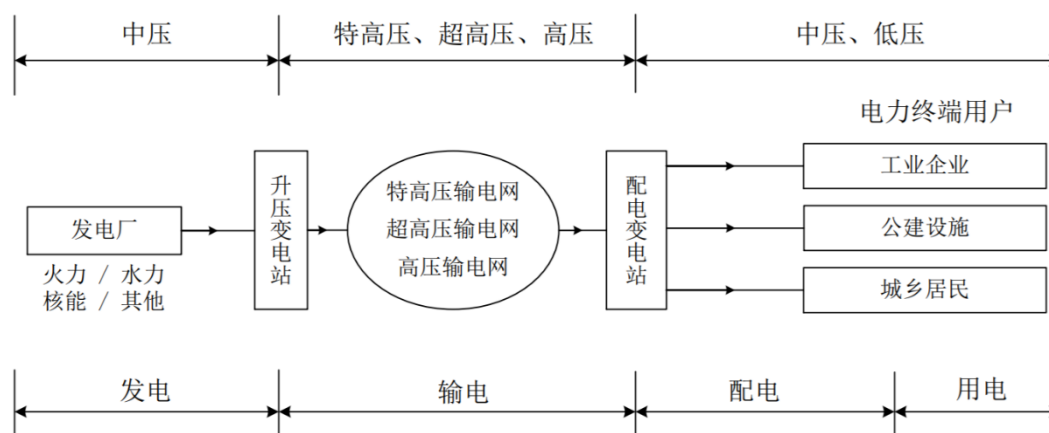 中压
特高压、超高压、高压
中压、低压
电力终端用户
发电厂
火力 / 水力
核能 / 其他
升压变电站
特高压输电网
超高压输电网
高压输电网
配电变电站
工业企业
公建设施
城乡居民
发电
输电
配电
用电